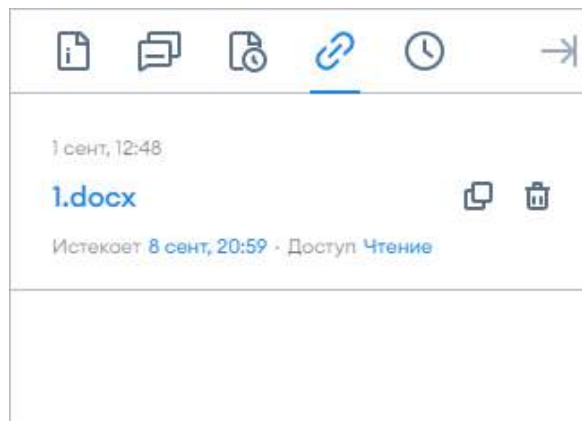 1 сент, 12:48
1.docx
Истекает 8 сент, 20:59 · Доступ Чтение